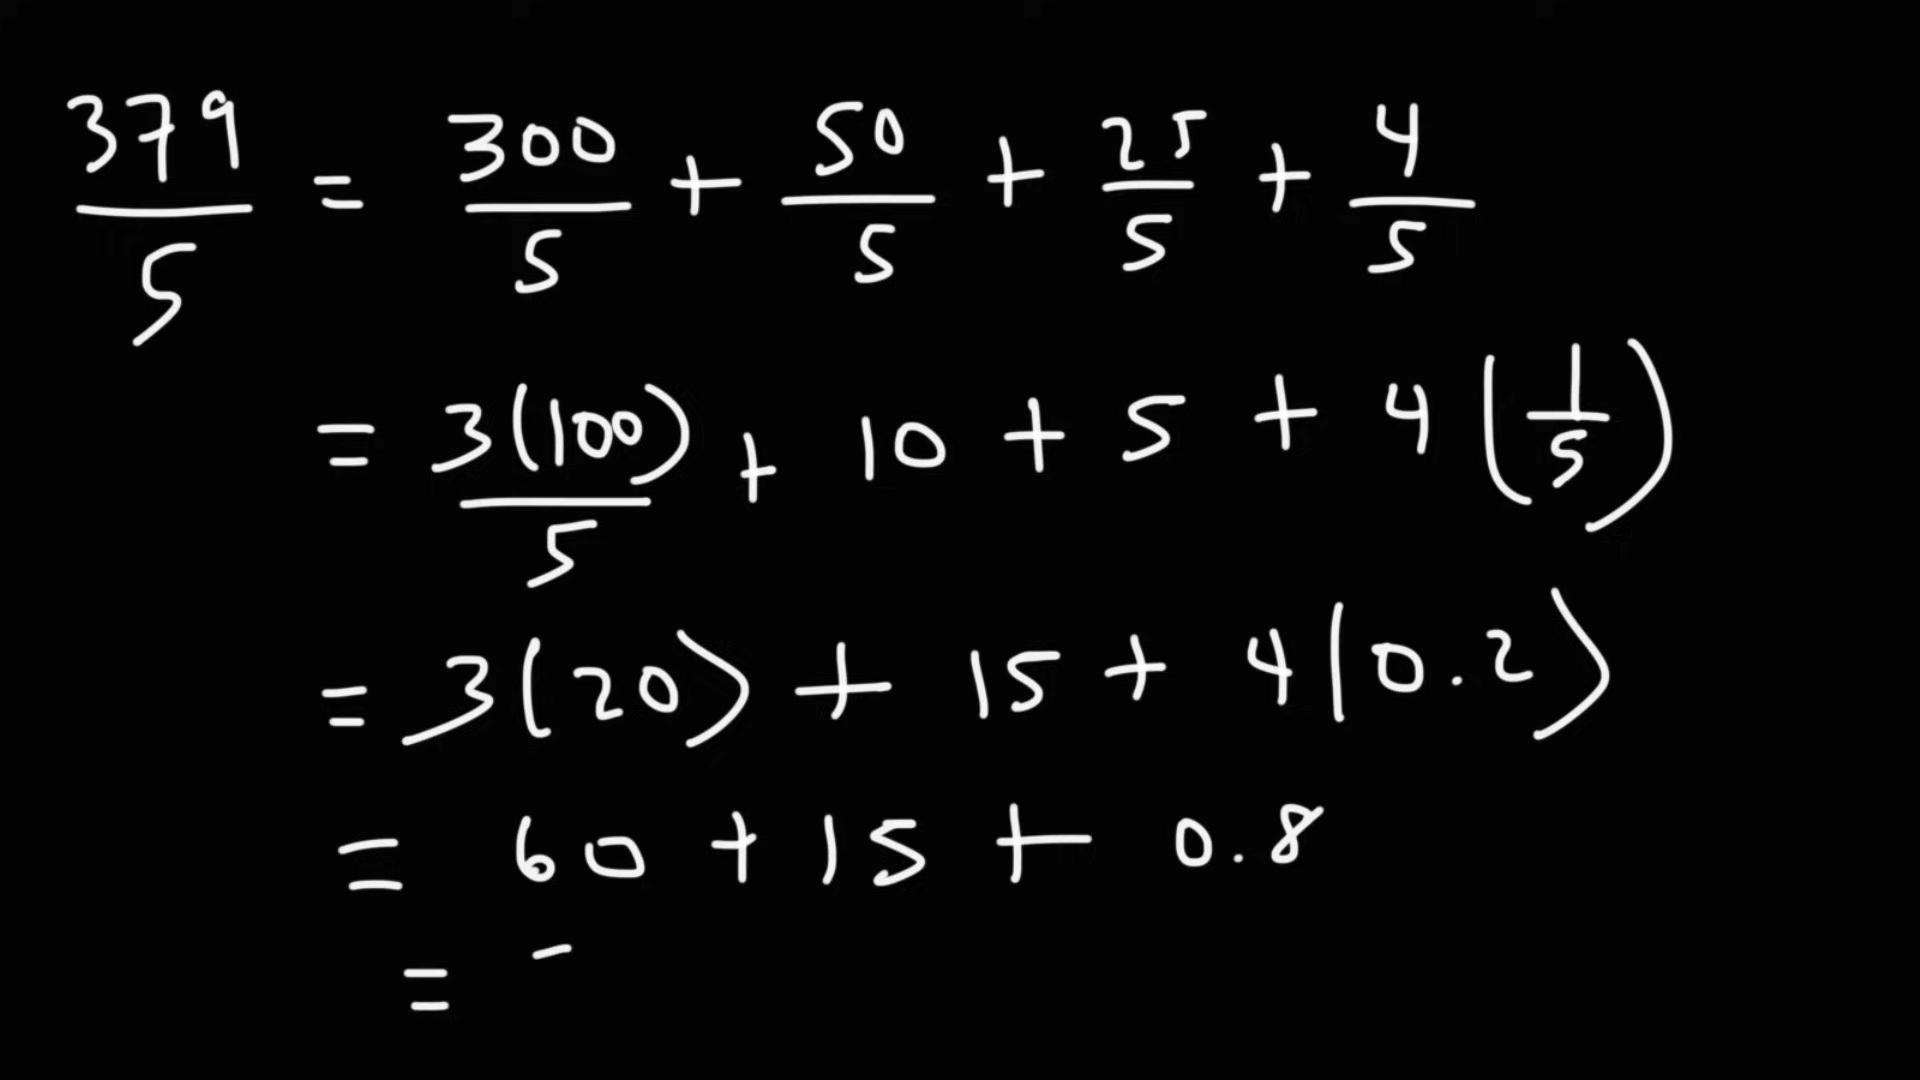 379/5 = 300/5 + 50/5 + 25/5 + 4/5
= 3(100)/5 + 10 + 5 + 4(1/5)
= 3(20) + 15 + 4(0.2)
= 60 + 15 + 0.8
=